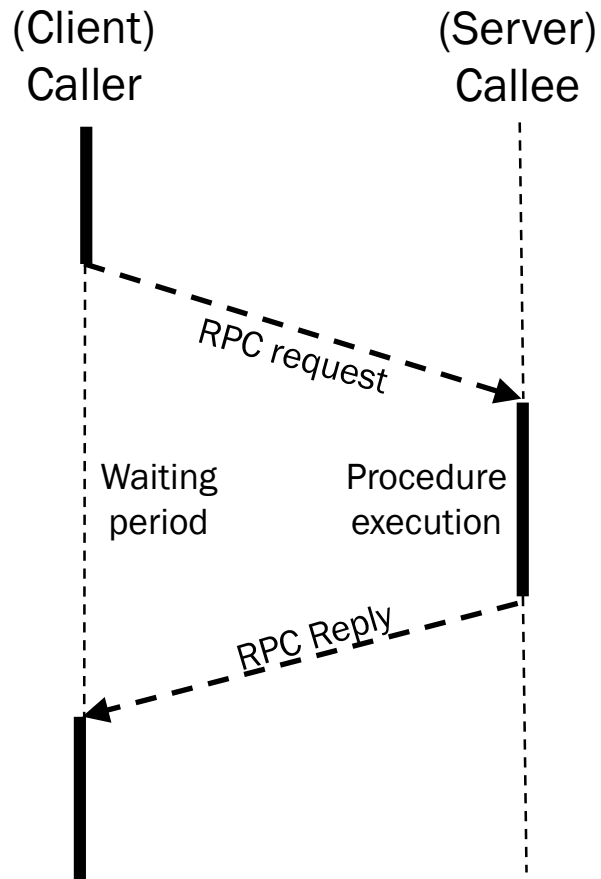 (Client)
Caller
(Server)
Callee
RPC request
Waiting
period
Procedure
execution
RPC Reply